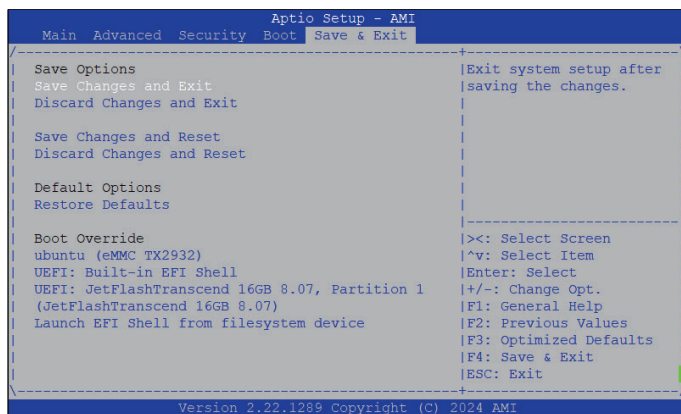 Aptio Setup - AMI
Main Advanced Security Boot Save & Exit
Save Options
Save Changes and Exit
Discard Changes and Exit
Save Changes and Reset
Discard Changes and Reset
Default Options
Restore Defaults
Boot Override
ubuntu (eMMC TX2932)
UEFI: Built-in EFI Shell
UEFI: JetFlashTranscend 16GB 8.07, Partition 1
(JetFlashTranscend 16GB 8.07)
Launch EFI Shell from filesystem device
Exit system setup after
saving the changes.
><: Select Screen
^v: Select Item
Enter: Select
+/-: Change Opt.
F1: General Help
F2: Previous Values
F3: Optimized Defaults
F4: Save & Exit
ESC: Exit
Version 2.22.1289 Copyright (C) 2024 AMI